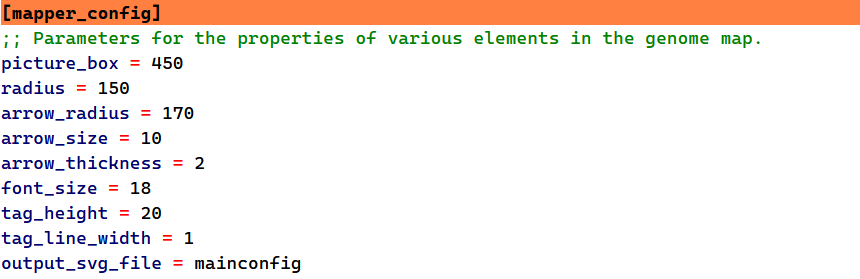 [mapper_config]
;; Parameters for the properties of various elements in the genome map.
picture_box = 450
radius = 150
arrow_radius = 170
arrow_size = 10
arrow_thickness = 2
font_size = 18
tag_height = 20
tag_line_width = 1
output_svg_file = mainconfig